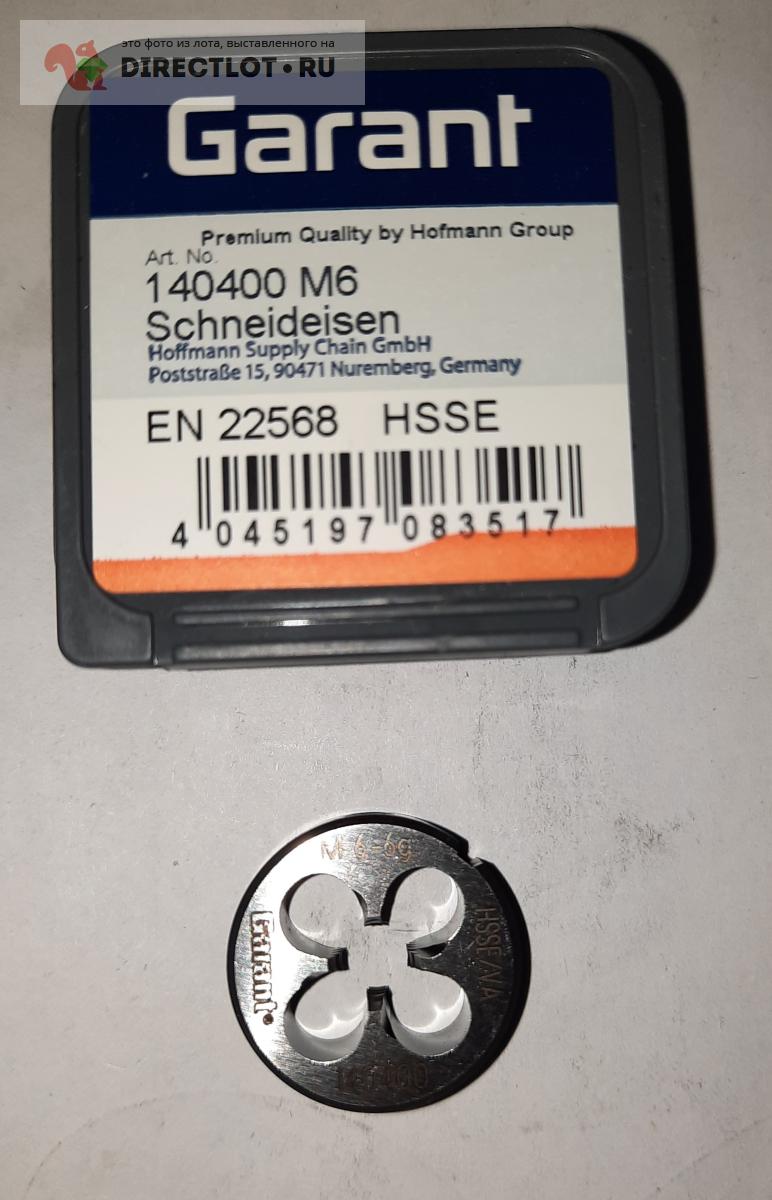 это фото из лота, выставленного на
DIRECTLOT•RU
Garant
Premium Quality by Hofmann Group
Art. No.
140400 M6
Schneideisen
Hoffmann Supply Chain GmbH
Poststraße 15, 90471 Nuremberg, Germany
EN 22568 HSSE
4 045197 083517
M 6-6g
Garant
HSSE/VA